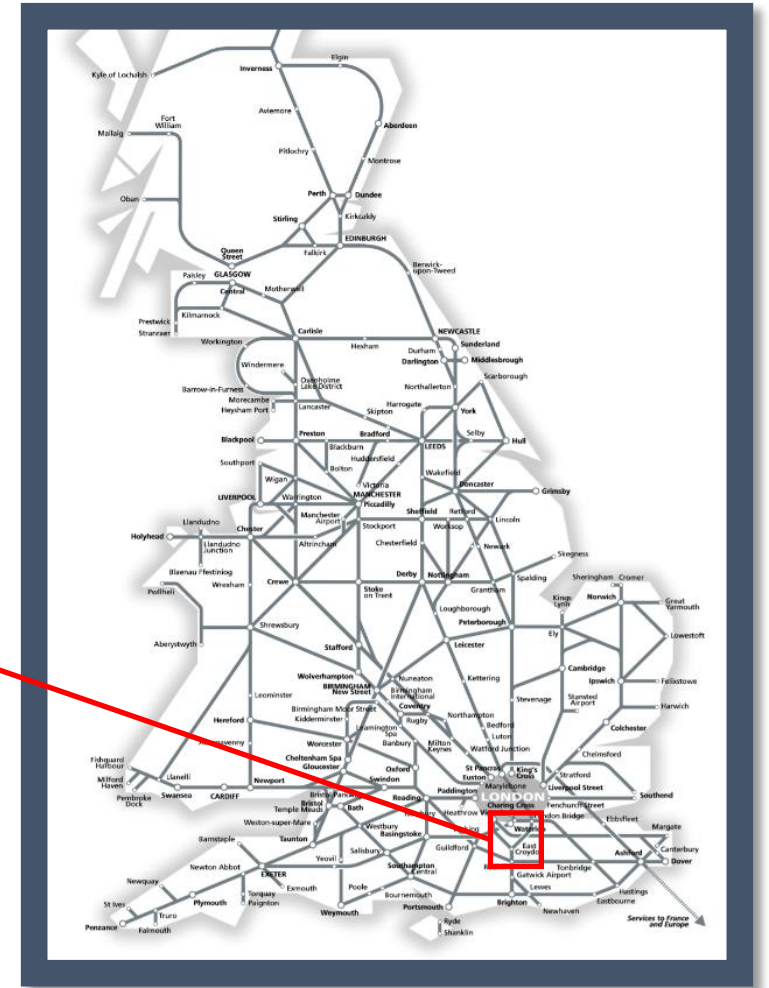 Elgin
Inverness
Kyle of Lochalsh
Aviemore
Fort
William
Mallaig
Aberdeen
Pitlochry
Montrose
Oban
Perth
Dundee
Stirling
Kirkcaldy
EDINBURGH
Queen
Street
Falkirk
Berwick-
upon-Tweed
Paisley
GLASGOW
Central
Motherwell
Prestwick
Kilmarnock
Stranraer
Carlisle
NEWCASTLE
Workington
Hexham
Durham
Sunderland
Darlington
Middlesbrough
Windermere
Scarborough
Oxenholme
Lake District
Northallerton
Barrow-in-Furness
Morecambe
Heysham Port
Lancaster
Harrogate
York
Skipton
Blackpool
Preston
Bradford
Selby
Hull
Blackburn
LEEDS
Huddersfield
Southport
Bolton
Wakefield
Wigan
Victoria
Doncaster
Grimsby
LIVERPOOL
Warrington
MANCHESTER
Piccadilly
Manchester
Airport
Sheffield
Retford
Lincoln
Llandudno
Stockport
Worksop
Holyhead
Chester
Llandudno
Junction
Altrincham
Chesterfield
Newark
Skegness
Blaenau Ffestiniog
Pwllheli
Wrexham
Crewe
Stoke
on Trent
Derby
Nottingham
Grantham
Spalding
Sheringham
Cromer
Kings
Lynn
Norwich
Great
Yarmouth
Loughborough
Shrewsbury
Peterborough
Ely
Lowestoft
Aberystwyth
Stafford
Leicester
Cambridge
Wolverhampton
BIRMINGHAM
New Street
Nuneaton
Birmingham
International
Kettering
Ipswich
Felixstowe
Leominster
Birmingham Moor Street
Coventry
Stevenage
Stansted
Airport
Harwich
Kidderminster
Rugby
Northampton
Hereford
Leamington
Spa
Bedford
Colchester
Worcester
Banbury
Milton
Keynes
Luton
Watford Junction
Chelmsford
Cheltenham Spa
Gloucester
Oxford
St Pancras
King's
Cross
Euston
Stratford
Fishguard
Harbour
Milford
Haven
Llanelli
Newport
Swindon
Marylebone
Liverpool Street
Pembroke
Dock
Swansea
CARDIFF
Bristol Parkway
Reading
Paddington
LONDON
Southend
Bristol
Temple Meads
Bath
Charing Cross
Fenchurch Street
Heathrow
Weston-super-Mare
Westbury
Basingstoke
Waterloo
Ebbsfleet
Margate
Barnstaple
Taunton
Salisbury
Guildford
East
Croydon
Canterbury
Ashford
Dover
Newton Abbot
Yeovil
Southampton
Central
Tonbridge
Gatwick Airport
EXETER
Newquay
Exmouth
Poole
Bournemouth
Lewes
Hastings
Eastbourne
St Ives
Plymouth
Torquay
Paignton
Weymouth
Portsmouth
Brighton
Newhaven
Truro
Falmouth
Penzance
Ryde
Shanklin
Services to France
and Europe